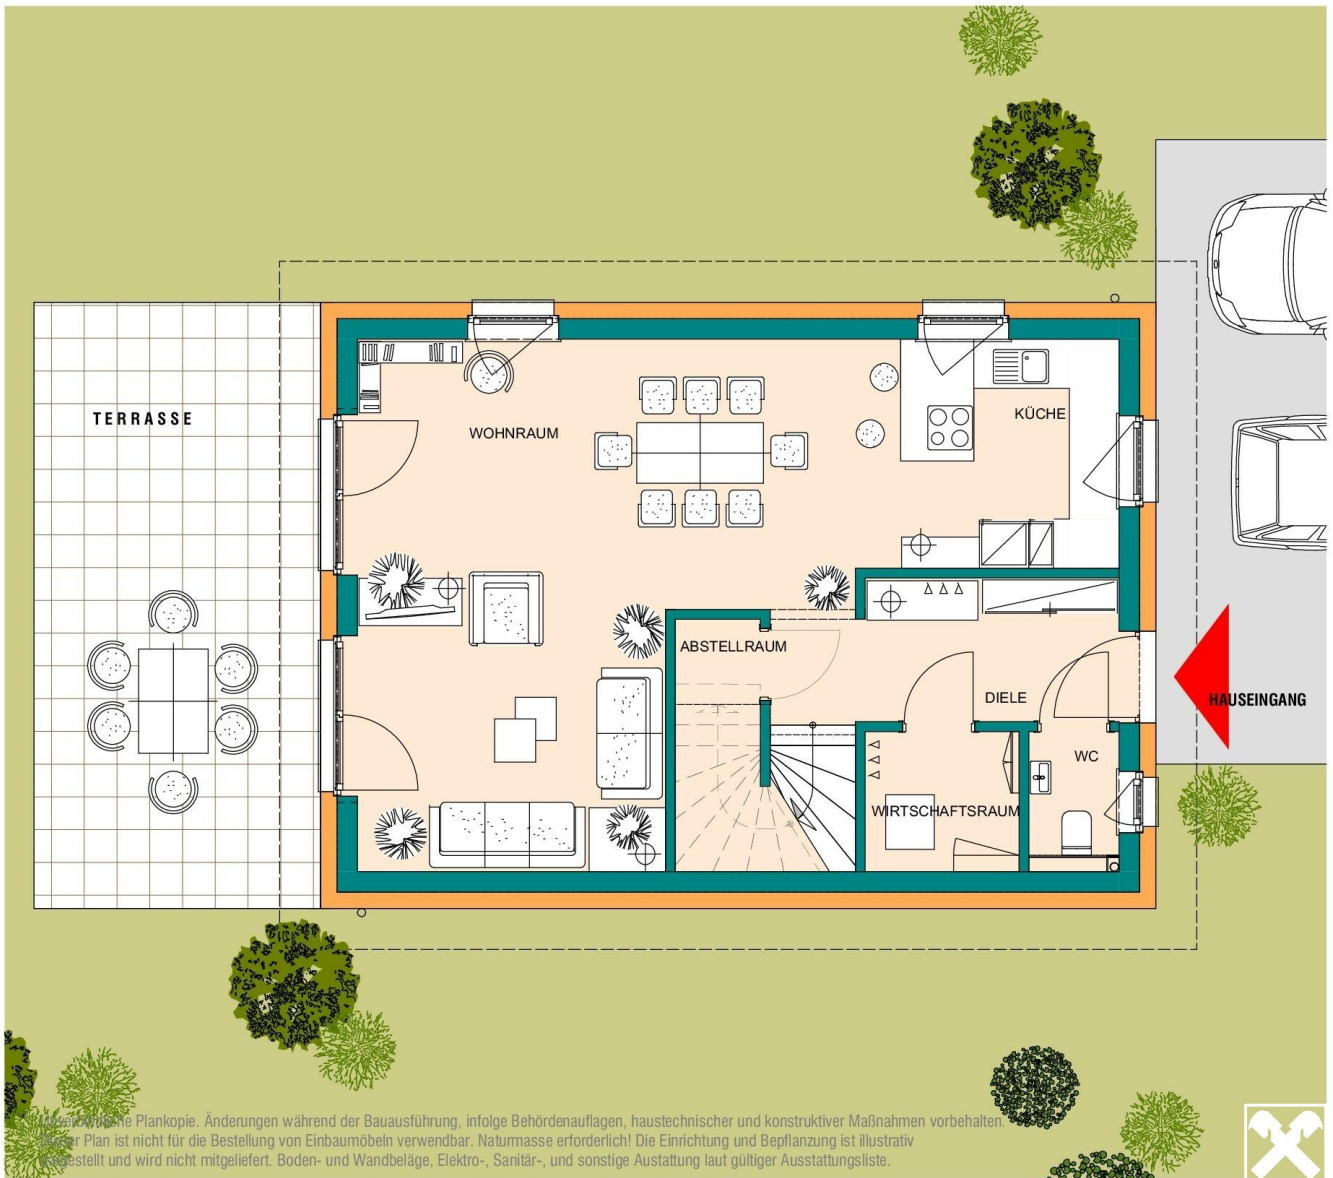 TERRASSE
WOHNRAUM
KÜCHE
ABSTELLRAUM
DIELE
HAUSEINGANG
WC
WIRTSCHAFTSRAUM
Plankopie. Änderungen während der Bauausführung, infolge Behördenauflagen, haustechnischer und konstruktiver Maßnahmen vorbehalten.
Plan ist nicht für die Bestellung von Einbaumöbeln verwendbar. Naturmasse erforderlich! Die Einrichtung und Bepflanzung ist illustrativ
und wird nicht mitgeliefert. Boden- und Wandbeläge, Elektro-, Sanitär-, und sonstige Austattung laut gültiger Ausstattungsliste.